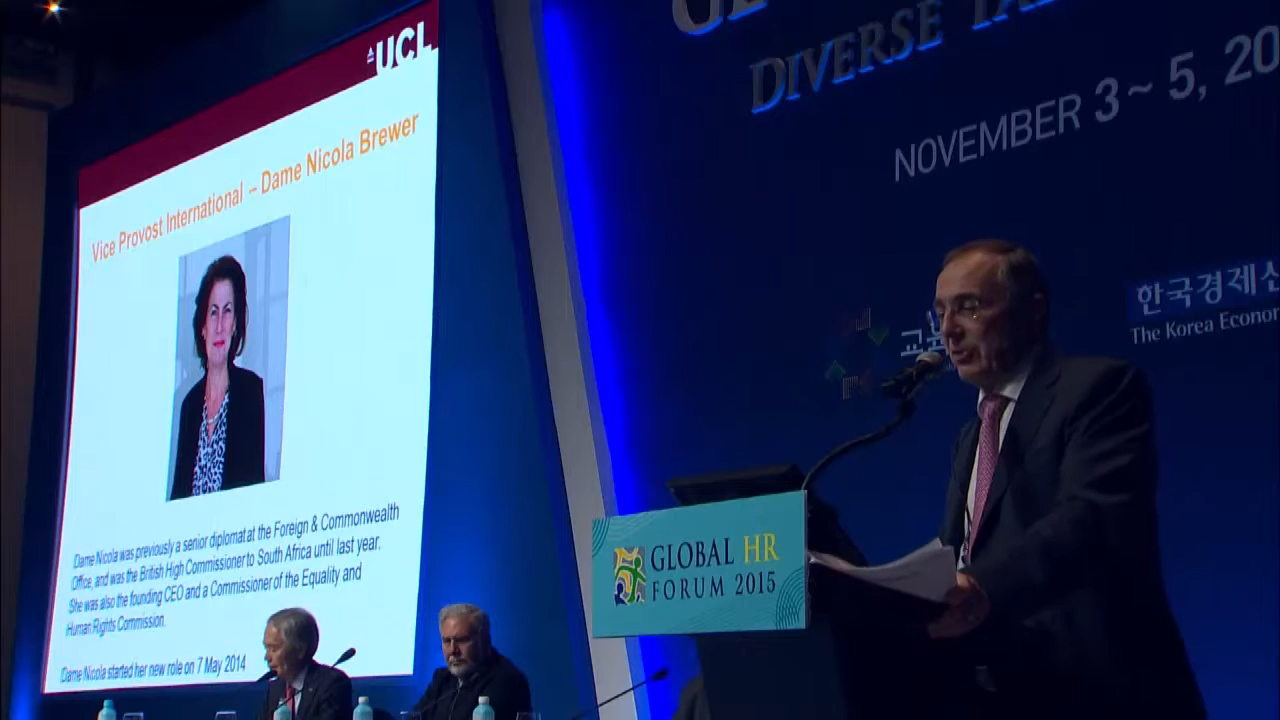 UCL
Vice Provost International – Dame Nicola Brewer
Dame Nicola was previously a senior diplomat at the Foreign & Commonwealth
Office, and was the British High Commissioner to South Africa until last year.
She was also the founding CEO and a Commissioner of the Equality and
Human Rights Commission.
Dame Nicola started her new role on 7 May 2014
DIVERSE
NOVEMBER 3 ~ 5, 20
한국경제신
The Korea Econo
GLOBAL HR
FORUM 2015